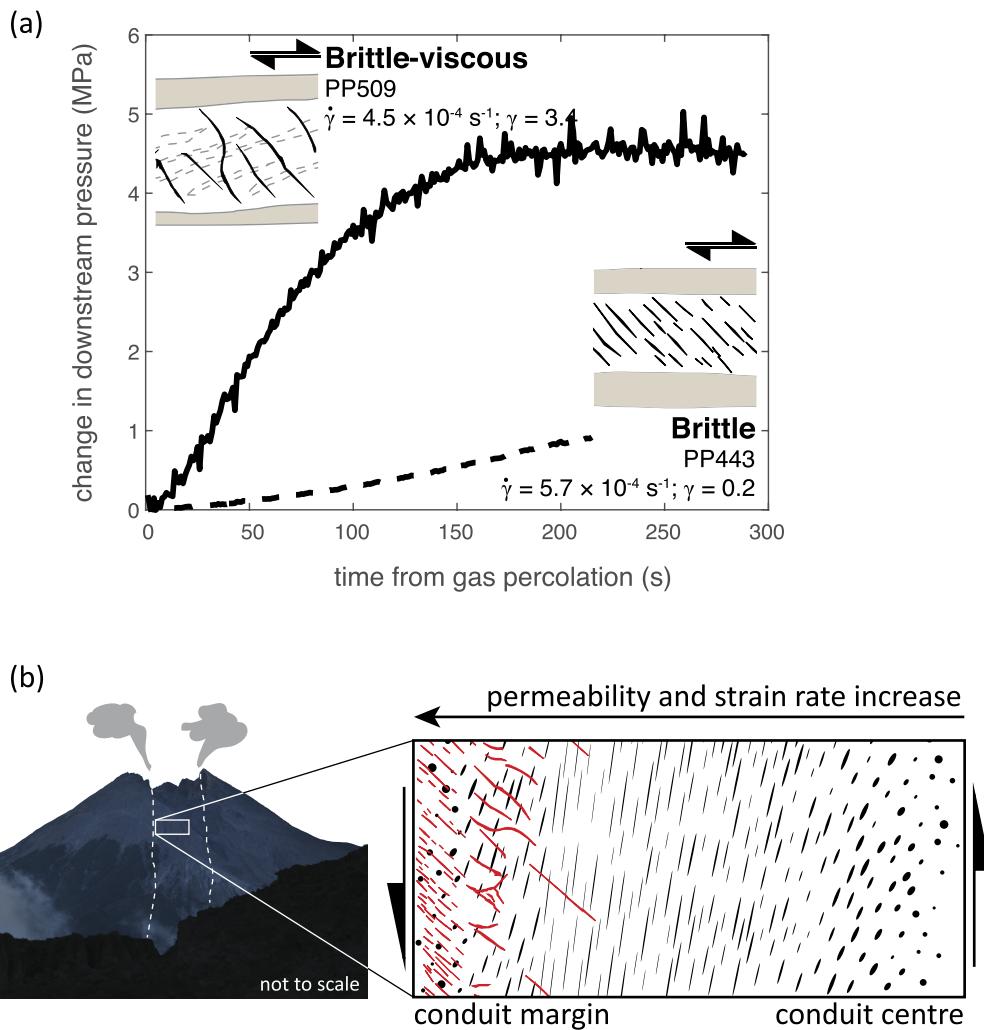 (a)
6
5
4
3
2
1
0
change in downstream pressure (MPa)
Brittle-viscous
PP509
γ̇ = 4.5 × 10⁻⁴ s⁻¹; γ = 3.4
Brittle
PP443
γ̇ = 5.7 × 10⁻⁴ s⁻¹; γ = 0.2
0 50 100 150 200 250 300
time from gas percolation (s)
(b)
permeability and strain rate increase
not to scale
conduit margin conduit centre